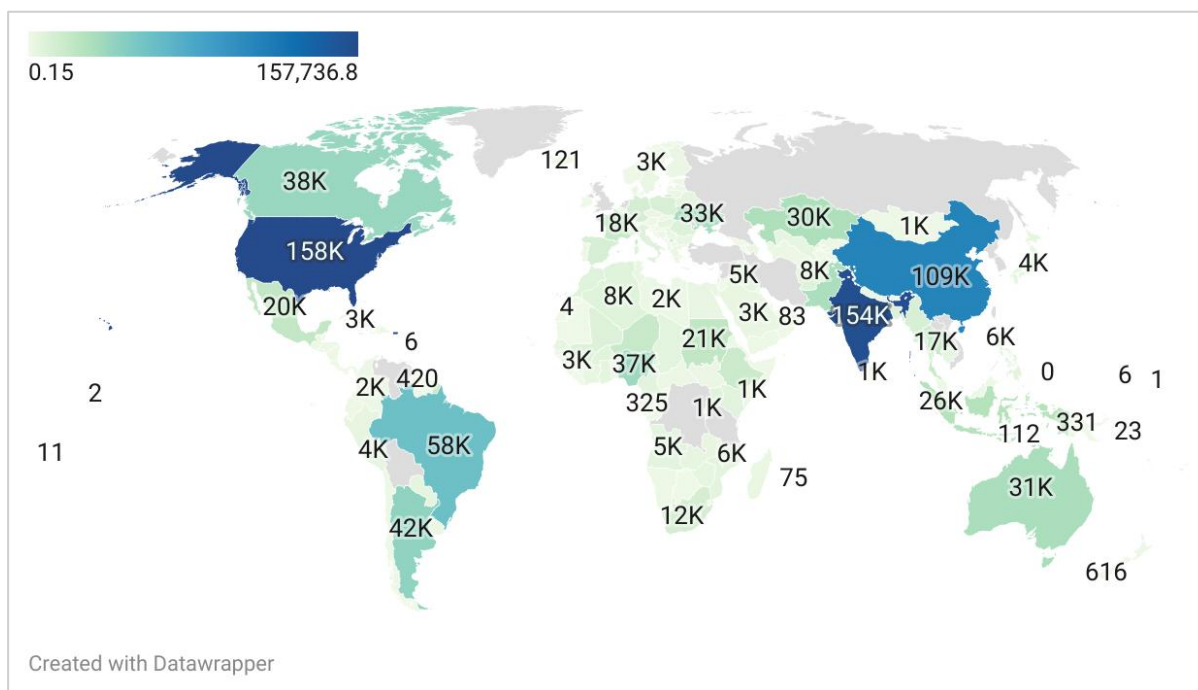 0.15 157,736.8
121 3K
38K
18K 33K 30K
1K
158K 5K 8K 109K 4K
20K 3K 4 8K 2K 3K 83 154K
6 21K 17K 6K
3K 37K 1K 1K
2K 420 0 6 1
2 325 1K 26K 331
11 4K 58K 5K 6K 112 23
75
42K 12K 31K
616
Created with Datawrapper